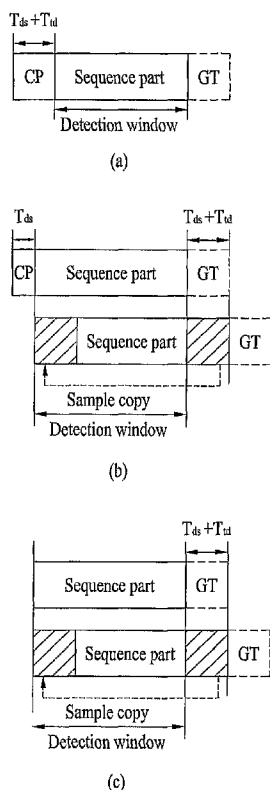 Tds+Ttd
CP Sequence part GT
Detection window
(a)
Tds Tds+Ttd
CP Sequence part GT
Sequence part GT
Sample copy
Detection window
(b)
Tds+Ttd
Sequence part GT
Sequence part GT
Sample copy
Detection window
(c)